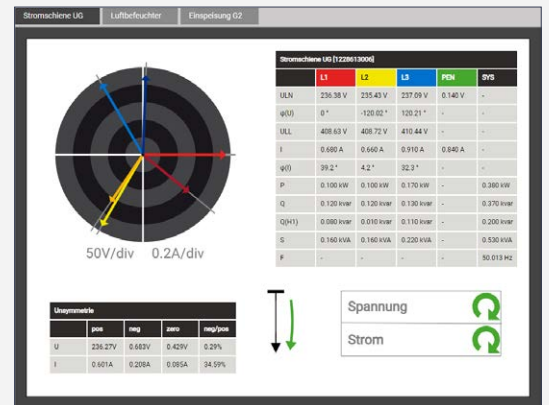 Stromschiene UG Luftbefeuchter Einspeisung G2
50V/div 0.2A/div
Stromschiene UG [1228613006]
L1 L2 L3 PEN SYS
ULN 236.38 V 235.43 V 237.09 V 0.140 V -
φ(U) 0 ° -120.02 ° 120.21 ° - -
ULL 408.63 V 408.72 V 410.44 V - -
I 0.680 A 0.660 A 0.910 A 0.840 A -
φ(I) 39.2 ° 4.2 ° 32.3 ° - -
P 0.100 kW 0.100 kW 0.170 kW - 0.380 kW
Q 0.120 kvar 0.120 kvar 0.130 kvar - 0.370 kvar
Q(H1) 0.080 kvar 0.010 kvar 0.110 kvar - 0.200 kvar
S 0.160 kVA 0.160 kVA 0.220 kVA - 0.530 kVA
F - - - - 50.013 Hz
Unsymmetrie
pos neg zero neg/pos
U 236.27V 0.683V 0.429V 0.29%
I 0.601A 0.208A 0.085A 34.59%
Spannung
Strom